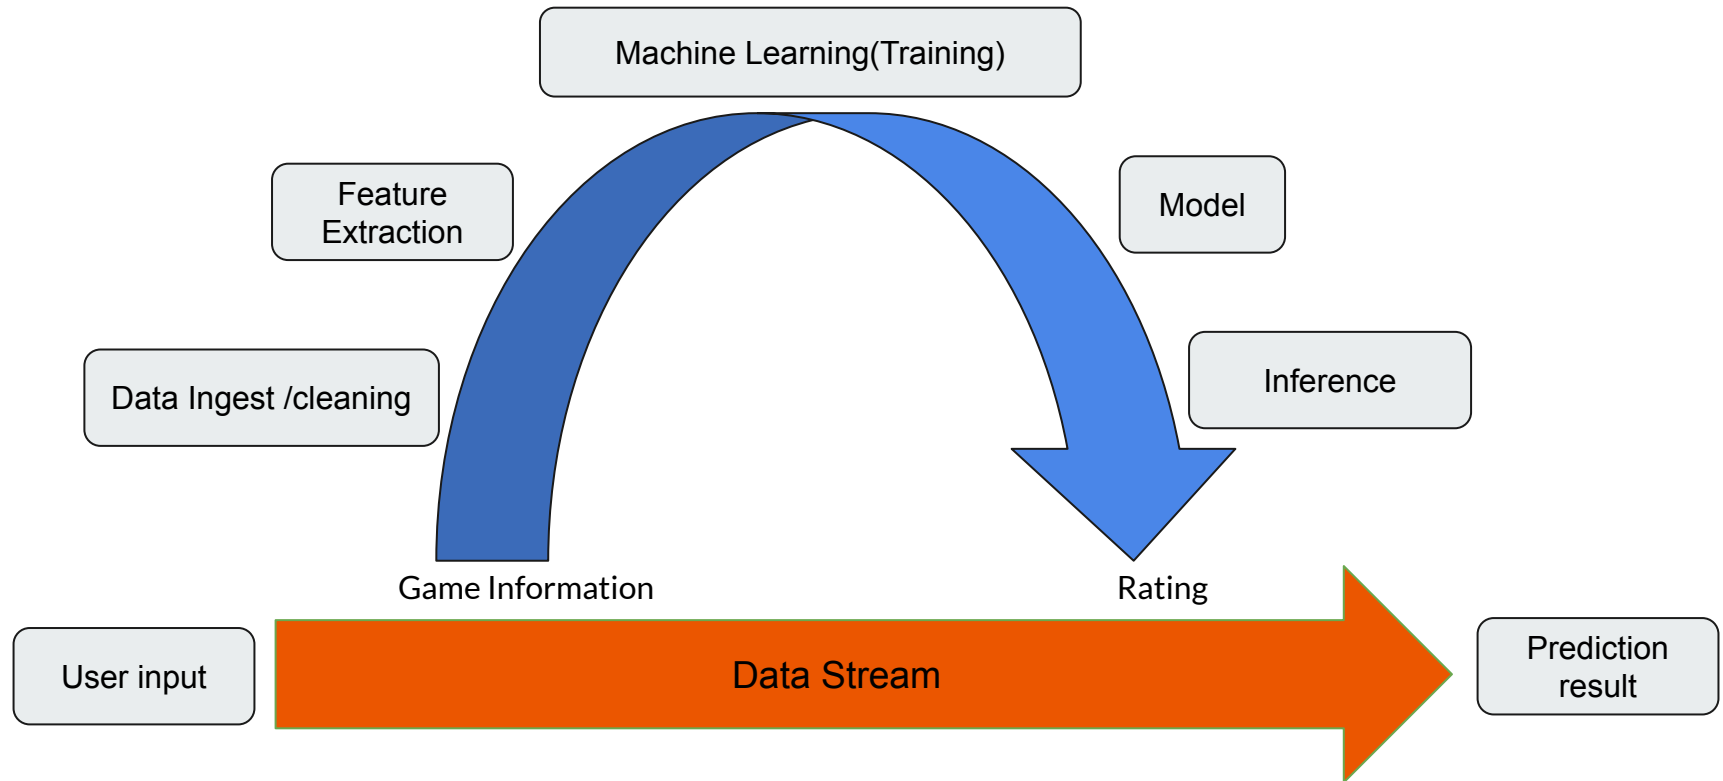 Machine Learning(Training)
Feature
Extraction
Model
Data Ingest /cleaning
Inference
Game Information
Rating
User input
Data Stream
Prediction
result